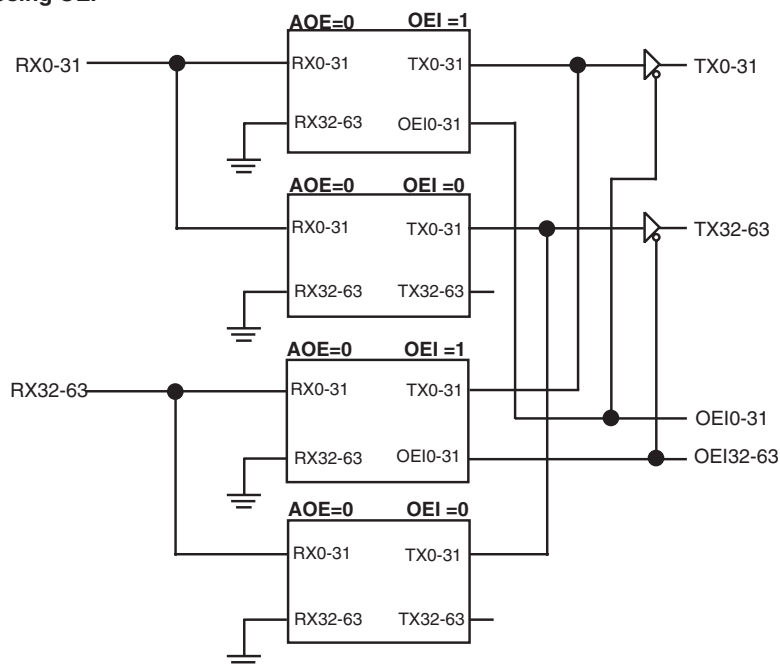 AOE=0 OEI =1
RX0-31 RX0-31 TX0-31 TX0-31
RX32-63 OEI0-31
AOE=0 OEI =0
RX0-31 TX0-31 TX32-63
RX32-63 TX32-63
AOE=0 OEI =1
RX32-63 RX0-31 TX0-31
OEI0-31
RX32-63 OEI0-31 OEI32-63
AOE=0 OEI =0
RX0-31 TX0-31
RX32-63 TX32-63